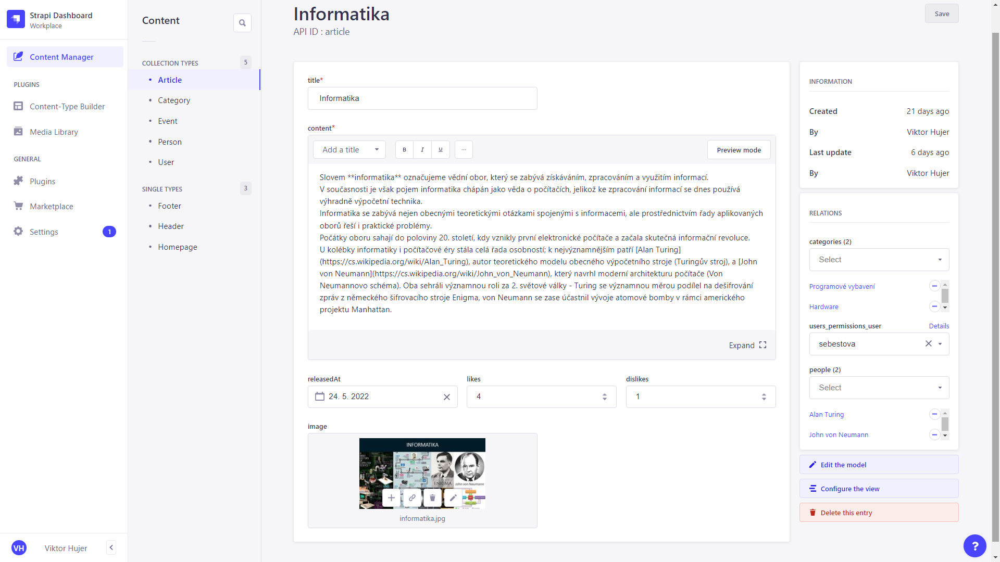 Strapi Dashboard
Workplace
Content Manager
PLUGINS
Content-Type Builder
Media Library
GENERAL
Plugins
Marketplace
Settings
1
VH
Viktor Hujer
Content
COLLECTION TYPES
5
Article
Category
Event
Person
User
SINGLE TYPES
3
Footer
Header
Homepage
Informatika
API ID : article
Save
title*
Informatika
content*
Add a title
B
I
U
...
Preview mode
Slovem **informatika** označujeme vědní obor, který se zabývá získáváním, zpracováním a využitím informací.
V současnosti je však pojem informatika chápán jako věda o počítačích, jelikož ke zpracování informací se dnes používá
výhradně výpočetní technika.
Informatika se zabývá nejen obecnými teoretickými otázkami spojenými s informacemi, ale prostřednictvím řady aplikovaných
oborů řeší i praktické problémy.
Počátky oboru sahají do poloviny 20. století, kdy vznikly první elektronické počítače a začala skutečná informační revoluce.
U kolébky informatiky i počítačové éry stála celá řada osobností; k nejvýznamnějším patří [Alan Turing]
(https://cs.wikipedia.org/wiki/Alan_Turing), autor teoretického modelu obecného výpočetního stroje (Turingův stroj), a [John
von Neumann](https://cs.wikipedia.org/wiki/John_von_Neumann), který navrhl moderní architekturu počítače (Von
Neumannovo schéma). Oba sehráli významnou roli za 2. světové války - Turing se významnou měrou podílel na dešifrování
zpráv z německého šifrovacího stroje Enigma, von Neumann se zase účastnil vývoje atomové bomby v rámci amerického
projektu Manhattan.
Expand
releasedAt
24. 5. 2022
likes
4
dislikes
1
image
INFORMATIKA
ENIGMA
John von Neumann
informatika.jpg
INFORMATION
Created
21 days ago
By
Viktor Hujer
Last update
6 days ago
By
Viktor Hujer
RELATIONS
categories (2)
Select
Programové vybavení
Hardware
users_permissions_user
Details
sebestova
people (2)
Select
Alan Turing
John von Neumann
Edit the model
Configure the view
Delete this entry
?